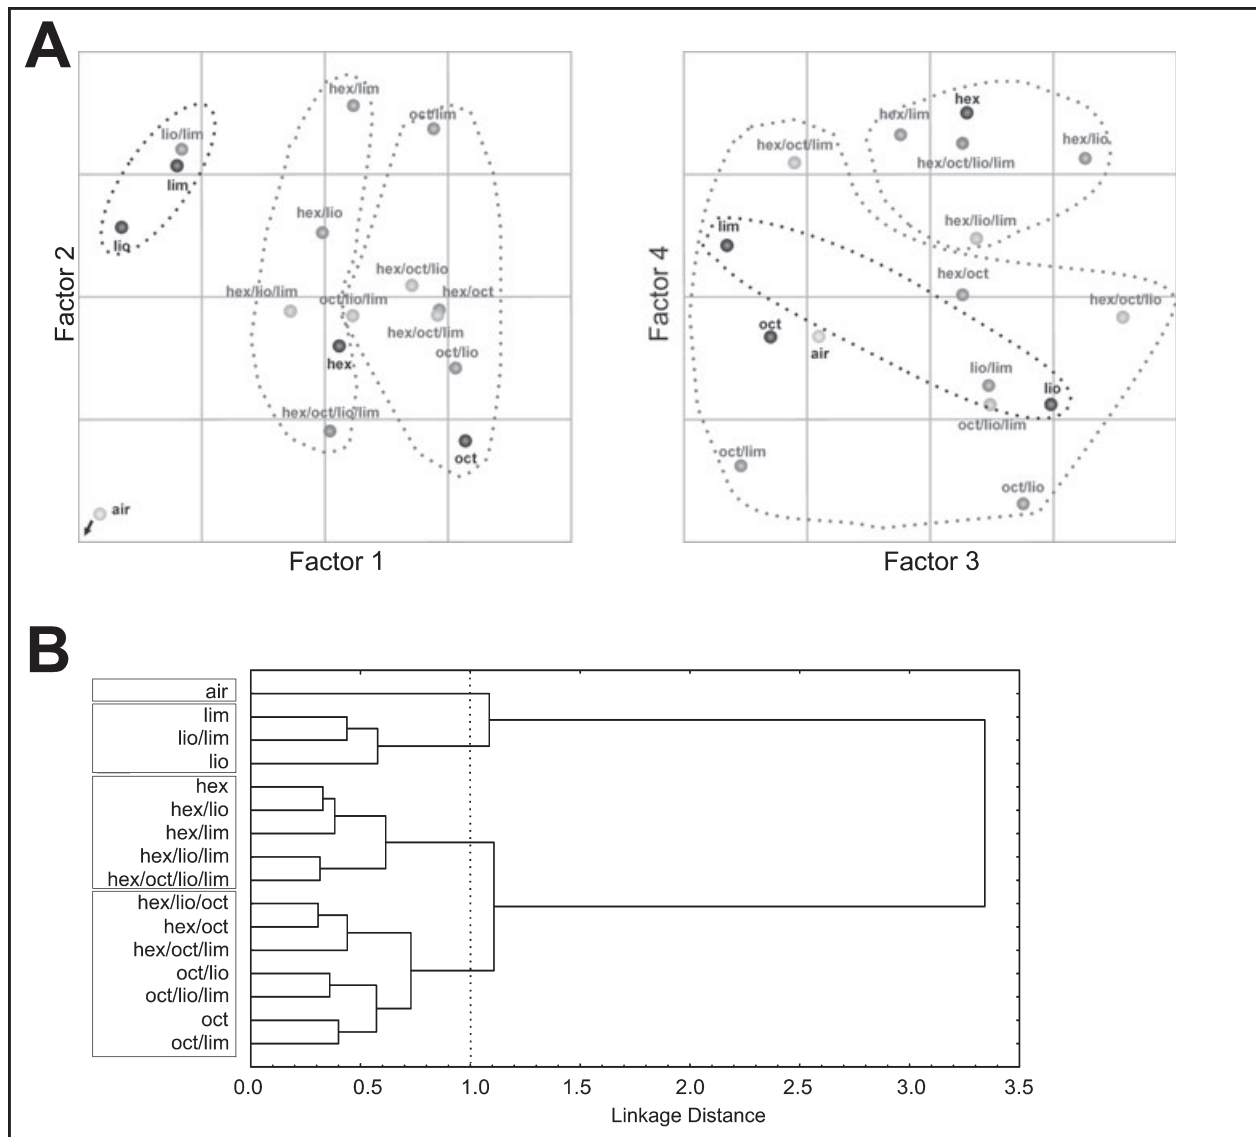 A
hex/lim
oct/lim
lio/lim
lim
hex/lio
lio
hex/oct/lio
hex/lio/lim
oct/lio/lim
hex/oct
hex/oct/lim
hex
oct/lio
hex/oct/lio/lim
oct
air
Factor 2
Factor 1
hex
hex/lim
hex/oct/lim
hex/lio
hex/oct/lio/lim
hex/lio/lim
lim
hex/oct
hex/oct/lio
oct
air
lio/lim
lio
oct/lio/lim
oct/lim
oct/lio
Factor 4
Factor 3
B
air
lim
lio/lim
lio
hex
hex/lio
hex/lim
hex/lio/lim
hex/oct/lio/lim
hex/lio/oct
hex/oct
hex/oct/lim
oct/lio
oct/lio/lim
oct
oct/lim
0.0 0.5 1.0 1.5 2.0 2.5 3.0 3.5
Linkage Distance